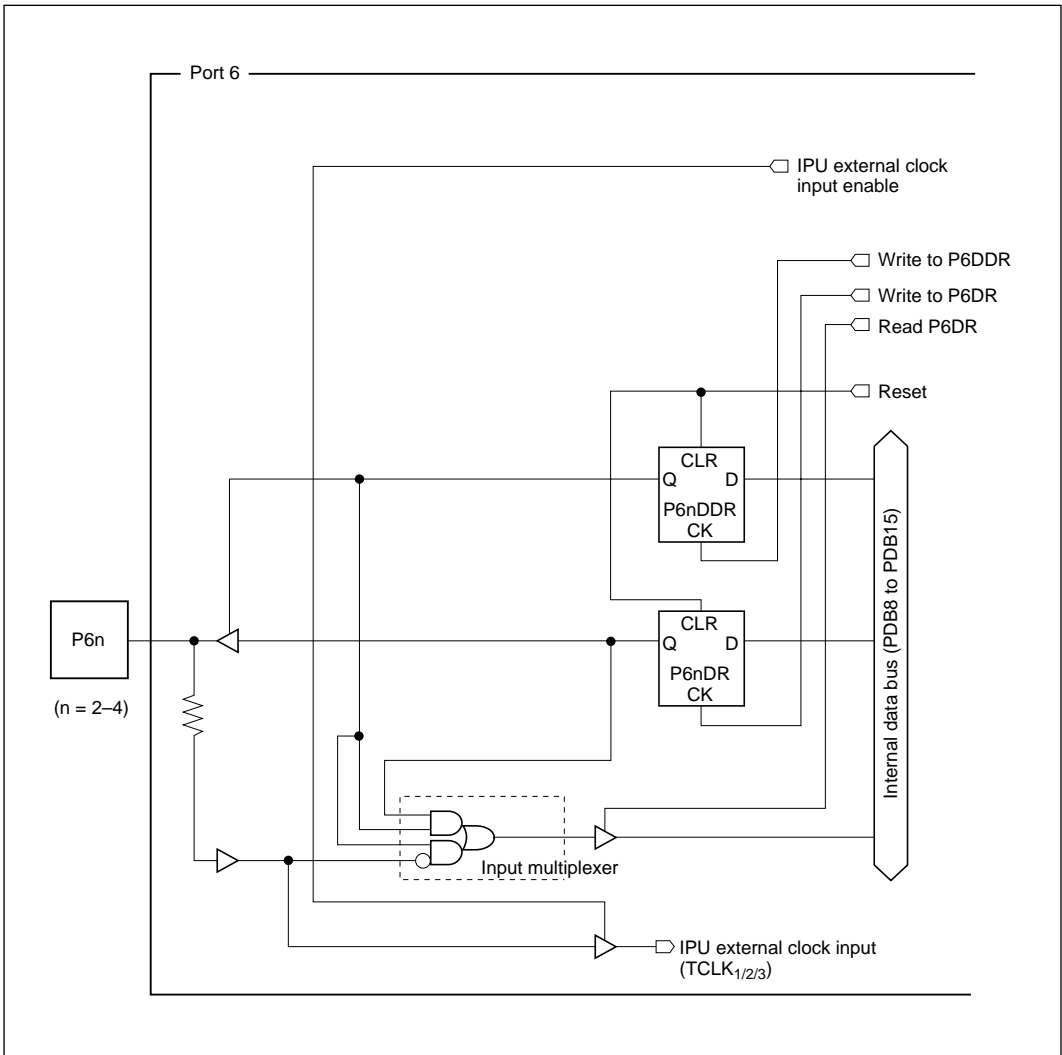 Port 6
IPU external clock
input enable
Write to P6DDR
Write to P6DR
Read P6DR
Reset
CLR
Q D
P6nDDR
CK
Internal data bus (PDB8 to PDB15)
P6n
(n = 2–4)
CLR
Q D
P6nDR
CK
Input multiplexer
IPU external clock input
(TCLK1/2/3)